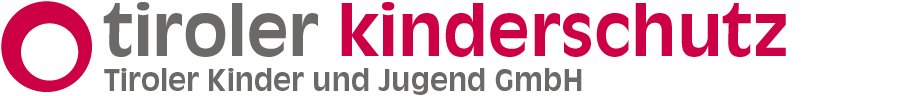 tiroler kinderschutz
Tiroler Kinder und Jugend GmbH